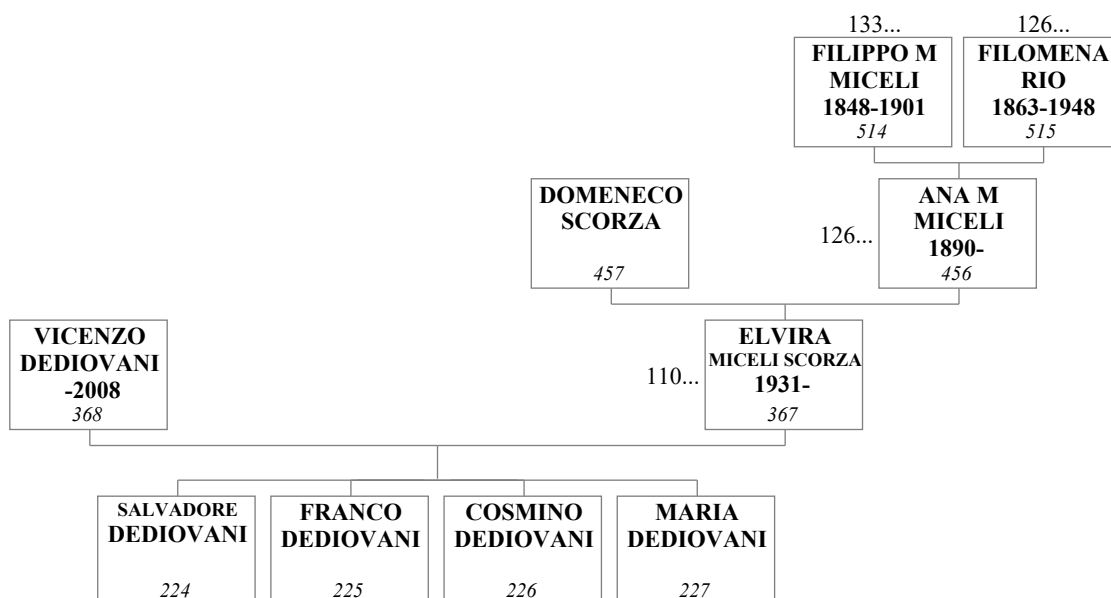 133...
126...
FILIPPO M
MICELI
1848-1901
514
FILOMENA
RIO
1863-1948
515
DOMENECO
SCORZA
457
126...
ANA M
MICELI
1890-
456
VICENZO
DEDIOVANI
-2008
368
110...
ELVIRA
MICELI SCORZA
1931-
367
SALVADORE
DEDIOVANI
224
FRANCO
DEDIOVANI
225
COSMINO
DEDIOVANI
226
MARIA
DEDIOVANI
227